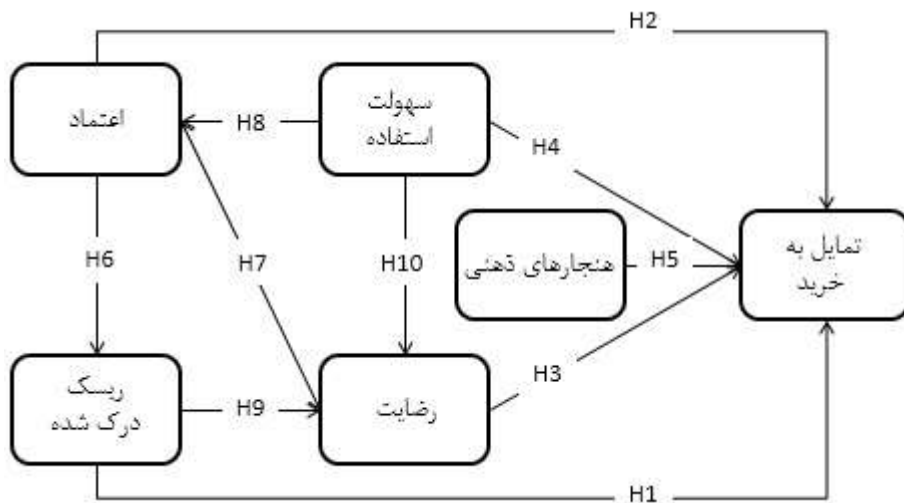 H2
اعتماد
سهولت
استفاده
H8
H4
H6
H7
H10
هنجارهای ذهنی
H5
تمایل به
خرید
ریسک
درک شده
H9
رضایت
H3
H1